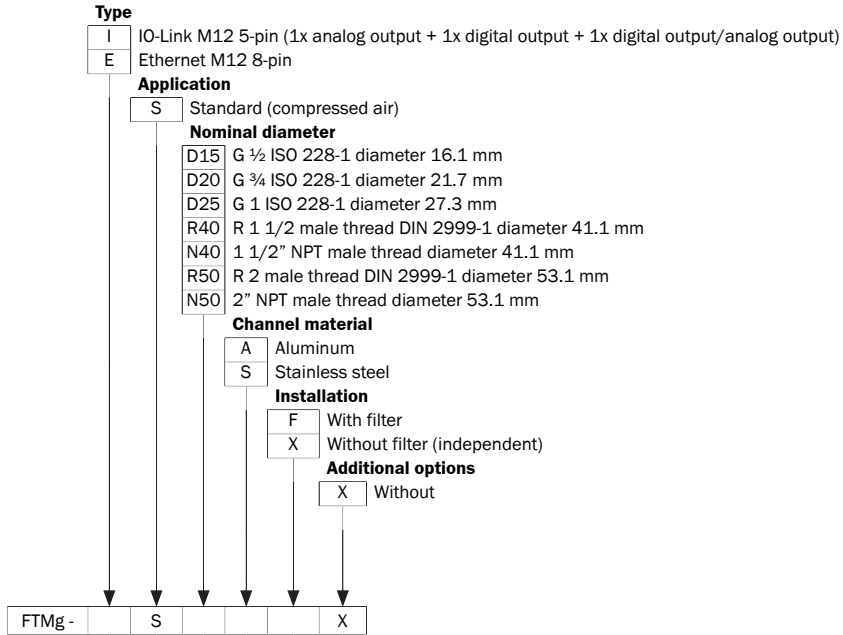 Type
I IO-Link M12 5-pin (1x analog output + 1x digital output + 1x digital output/analog output)
E Ethernet M12 8-pin
Application
S Standard (compressed air)
Nominal diameter
D15 G ½ ISO 228-1 diameter 16.1 mm
D20 G ¾ ISO 228-1 diameter 21.7 mm
D25 G 1 ISO 228-1 diameter 27.3 mm
R40 R 1 1/2 male thread DIN 2999-1 diameter 41.1 mm
N40 1 1/2” NPT male thread diameter 41.1 mm
R50 R 2 male thread DIN 2999-1 diameter 53.1 mm
N50 2” NPT male thread diameter 53.1 mm
Channel material
A Aluminum
S Stainless steel
Installation
F With filter
X Without filter (independent)
Additional options
X Without
FTMg - S X